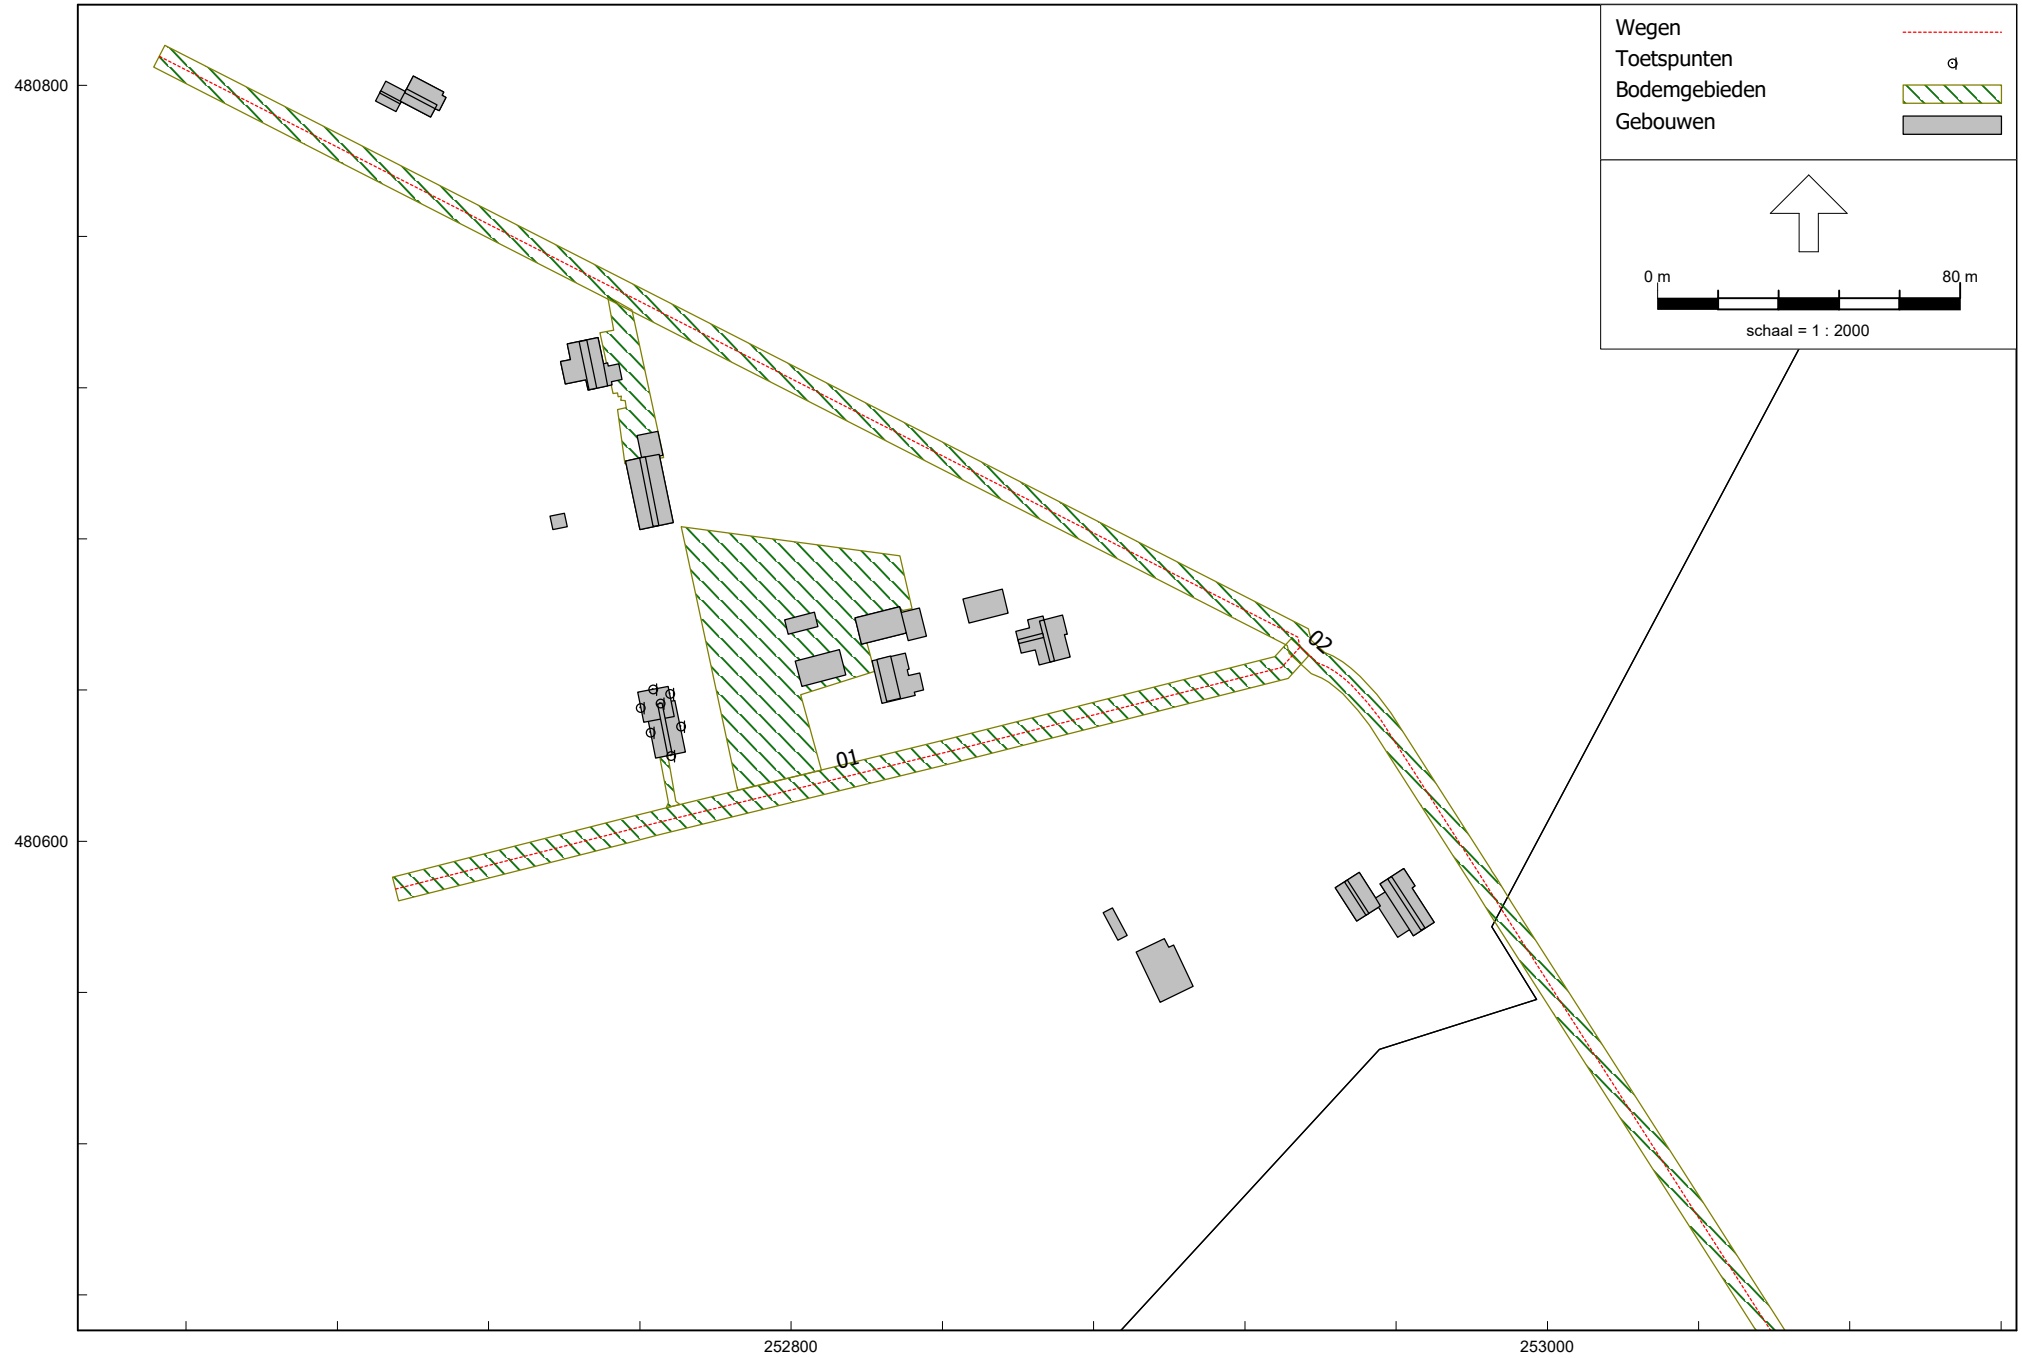 Wegen
Toetspunten
Bodemgebieden
Gebouwen
0 m 80 m
schaal = 1 : 2000
480800
02
01
480600
252800 253000